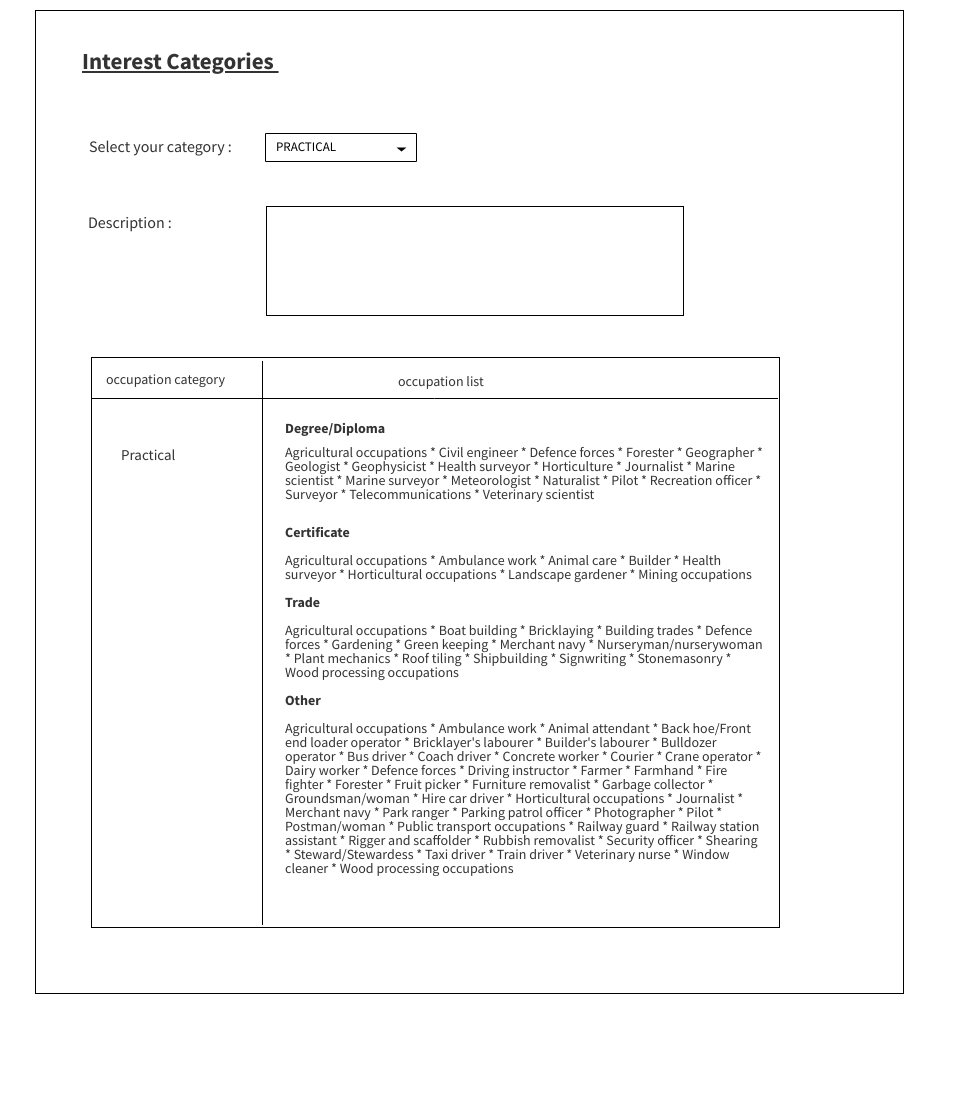 Interest Categories
Select your category :
PRACTICAL
Description :
occupation category
occupation list
Practical
Degree/Diploma
Agricultural occupations * Civil engineer * Defence forces * Forester * Geographer *
Geologist * Geophysicist * Health surveyor * Horticulture * Journalist * Marine
scientist * Marine surveyor * Meteorologist * Naturalist * Pilot * Recreation officer *
Surveyor * Telecommunications * Veterinary scientist
Certificate
Agricultural occupations * Ambulance work * Animal care * Builder * Health
surveyor * Horticultural occupations * Landscape gardener * Mining occupations
Trade
Agricultural occupations * Boat building * Bricklaying * Building trades * Defence
forces * Gardening * Green keeping * Merchant navy * Nurseryman/nurserywoman
* Plant mechanics * Roof tiling * Shipbuilding * Signwriting * Stonemasonry *
Wood processing occupations
Other
Agricultural occupations * Ambulance work * Animal attendant * Back hoe/Front
end loader operator * Bricklayer's labourer * Builder's labourer * Bulldozer
operator * Bus driver * Coach driver * Concrete worker * Courier * Crane operator *
Dairy worker * Defence forces * Driving instructor * Farmer * Farmhand * Fire
fighter * Forester * Fruit picker * Furniture removalist * Garbage collector *
Groundsman/woman * Hire car driver * Horticultural occupations * Journalist *
Merchant navy * Park ranger * Parking patrol officer * Photographer * Pilot *
Postman/woman * Public transport occupations * Railway guard * Railway station
assistant * Rigger and scaffolder * Rubbish removalist * Security officer * Shearing
* Steward/Stewardess * Taxi driver * Train driver * Veterinary nurse * Window
cleaner * Wood processing occupations